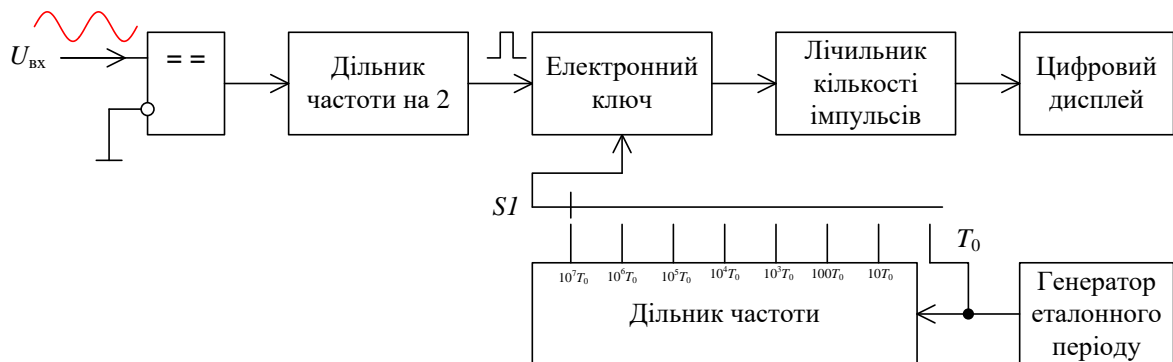 U_вх
= =
Дільник
частоти на 2
Електронний
ключ
Лічильник
кількості
імпульсів
Цифровий
дисплей
S1
T₀
10⁷T₀ 10⁶T₀ 10⁵T₀ 10⁴T₀ 10³T₀ 100T₀ 10T₀
Дільник частоти
Генератор
еталонного
періоду